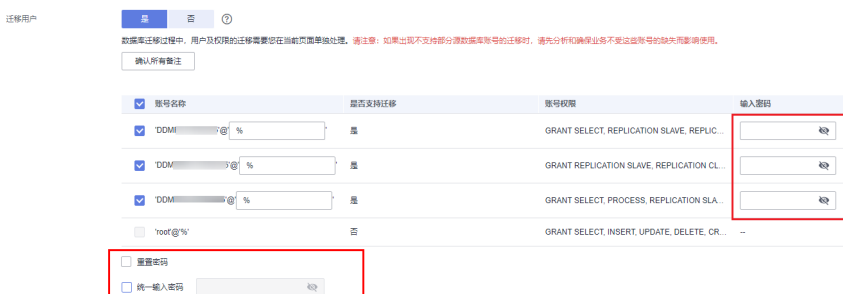 迁移用户 是 否 ?
数据库迁移过程中，用户及权限的迁移需要您在当前页面单独处理。请注意：如果出现不支持部分源数据库账号的迁移时，请先分析和确保业务不受这些账号的缺失而影响使用。
确认所有备注
账号名称 是否支持迁移 账号权限 输入密码
'DDM '@' % ' 是 GRANT SELECT, REPLICATION SLAVE, REPLIC...
'DDM '@' % ' 是 GRANT REPLICATION SLAVE, REPLICATION CL...
'DDM '@' % ' 是 GRANT SELECT, PROCESS, REPLICATION SLA...
'root'@'%' 否 GRANT SELECT, INSERT, UPDATE, DELETE, CR... --
重置密码
统一输入密码